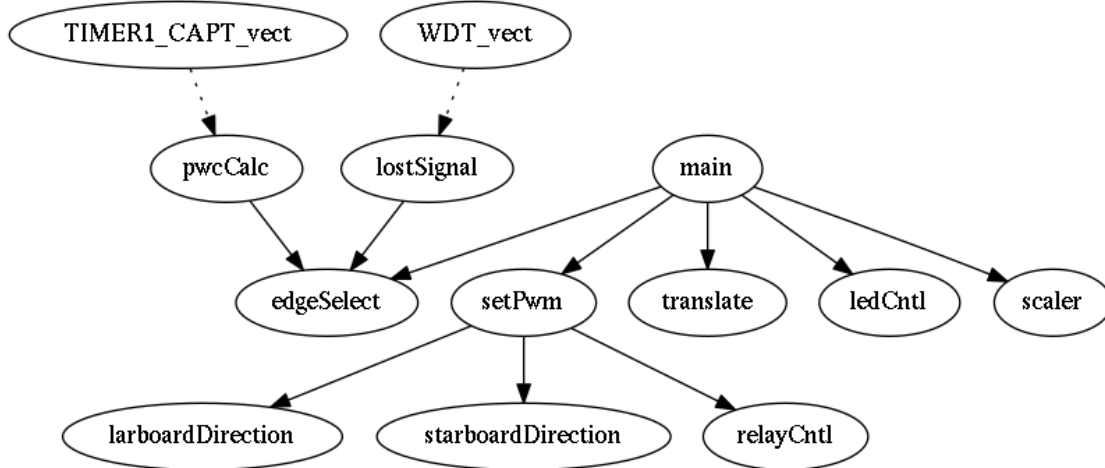 TIMER1_CAPT_vect
WDT_vect
pwcCalc
lostSignal
main
edgeSelect
setPwm
translate
ledCntl
scaler
larboardDirection
starboardDirection
relayCntl